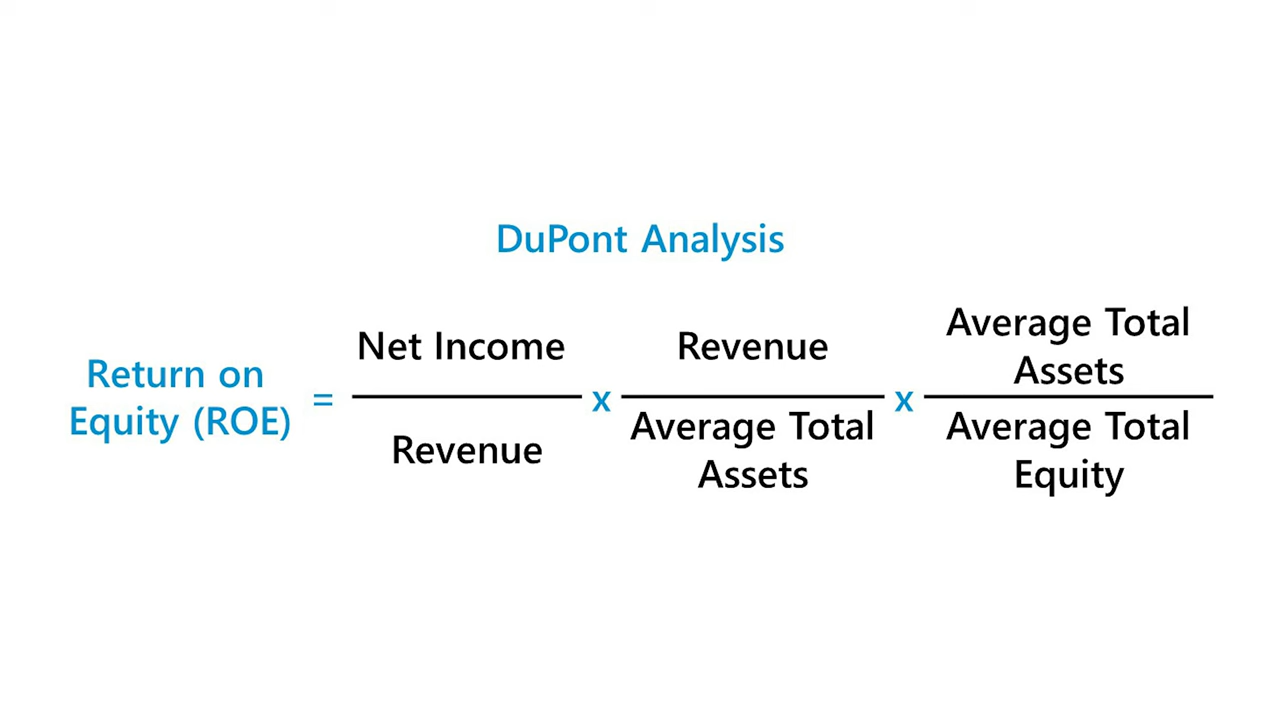 DuPont Analysis
Return on
Equity (ROE)
=
Net Income
Revenue
x
Revenue
Average Total
Assets
x
Average Total
Assets
Average Total
Equity